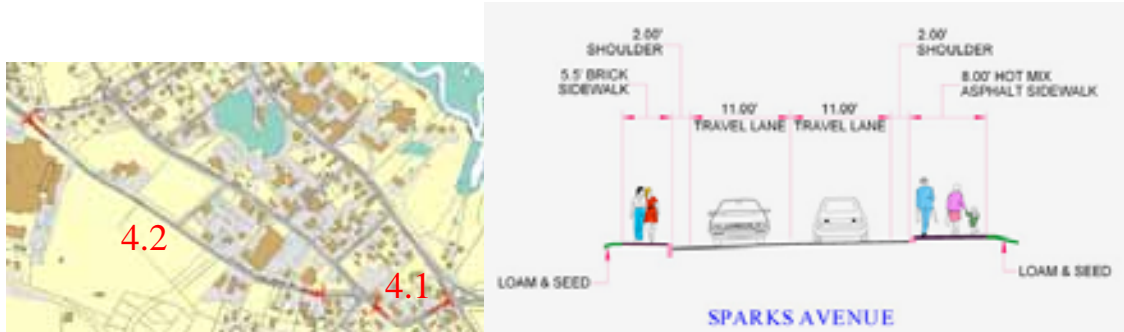 4.2
4.1
2.00'
SHOULDER
5.5' BRICK
SIDEWALK
11.00'
TRAVEL LANE
11.00'
TRAVEL LANE
2.00'
SHOULDER
8.00' HOT MIX
ASPHALT SIDEWALK
LOAM & SEED
LOAM & SEED
SPARKS AVENUE